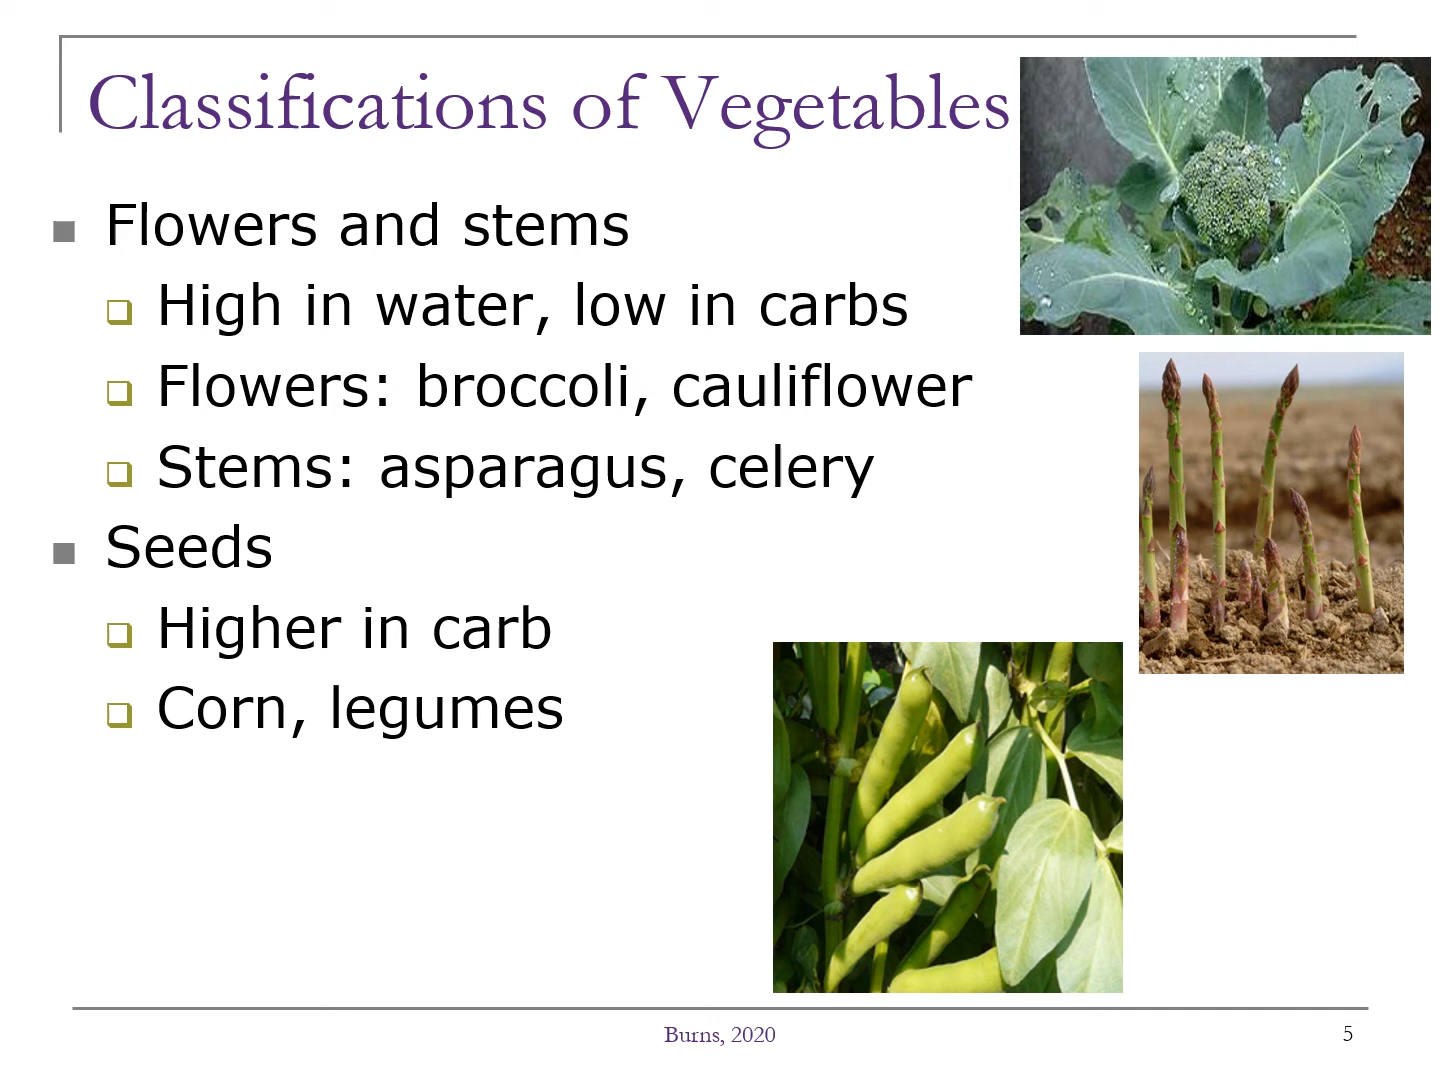 Classifications of Vegetables
Flowers and stems
High in water, low in carbs
Flowers: broccoli, cauliflower
Stems: asparagus, celery
Seeds
Higher in carb
Corn, legumes
Burns, 2020
5